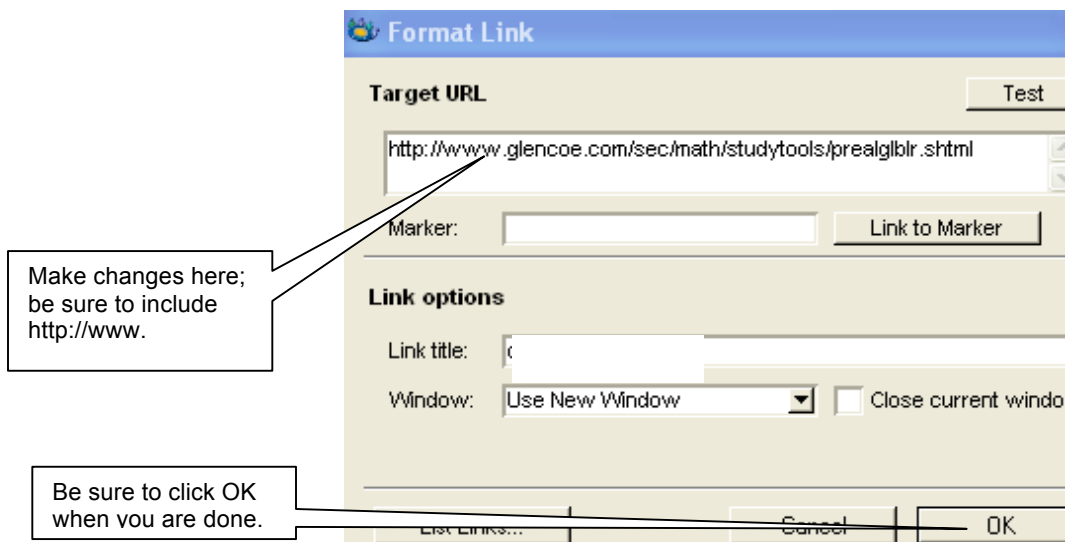 Format Link
Target URL
Test
http://www.glencoe.com/sec/math/studytools/prealglblr.shtml
Marker:
Link to Marker
Make changes here;
be sure to include
http://www.
Link options
Link title:
Window:
Use New Window
Close current windo
Be sure to click OK
when you are done.
List Links...
Cancel
OK